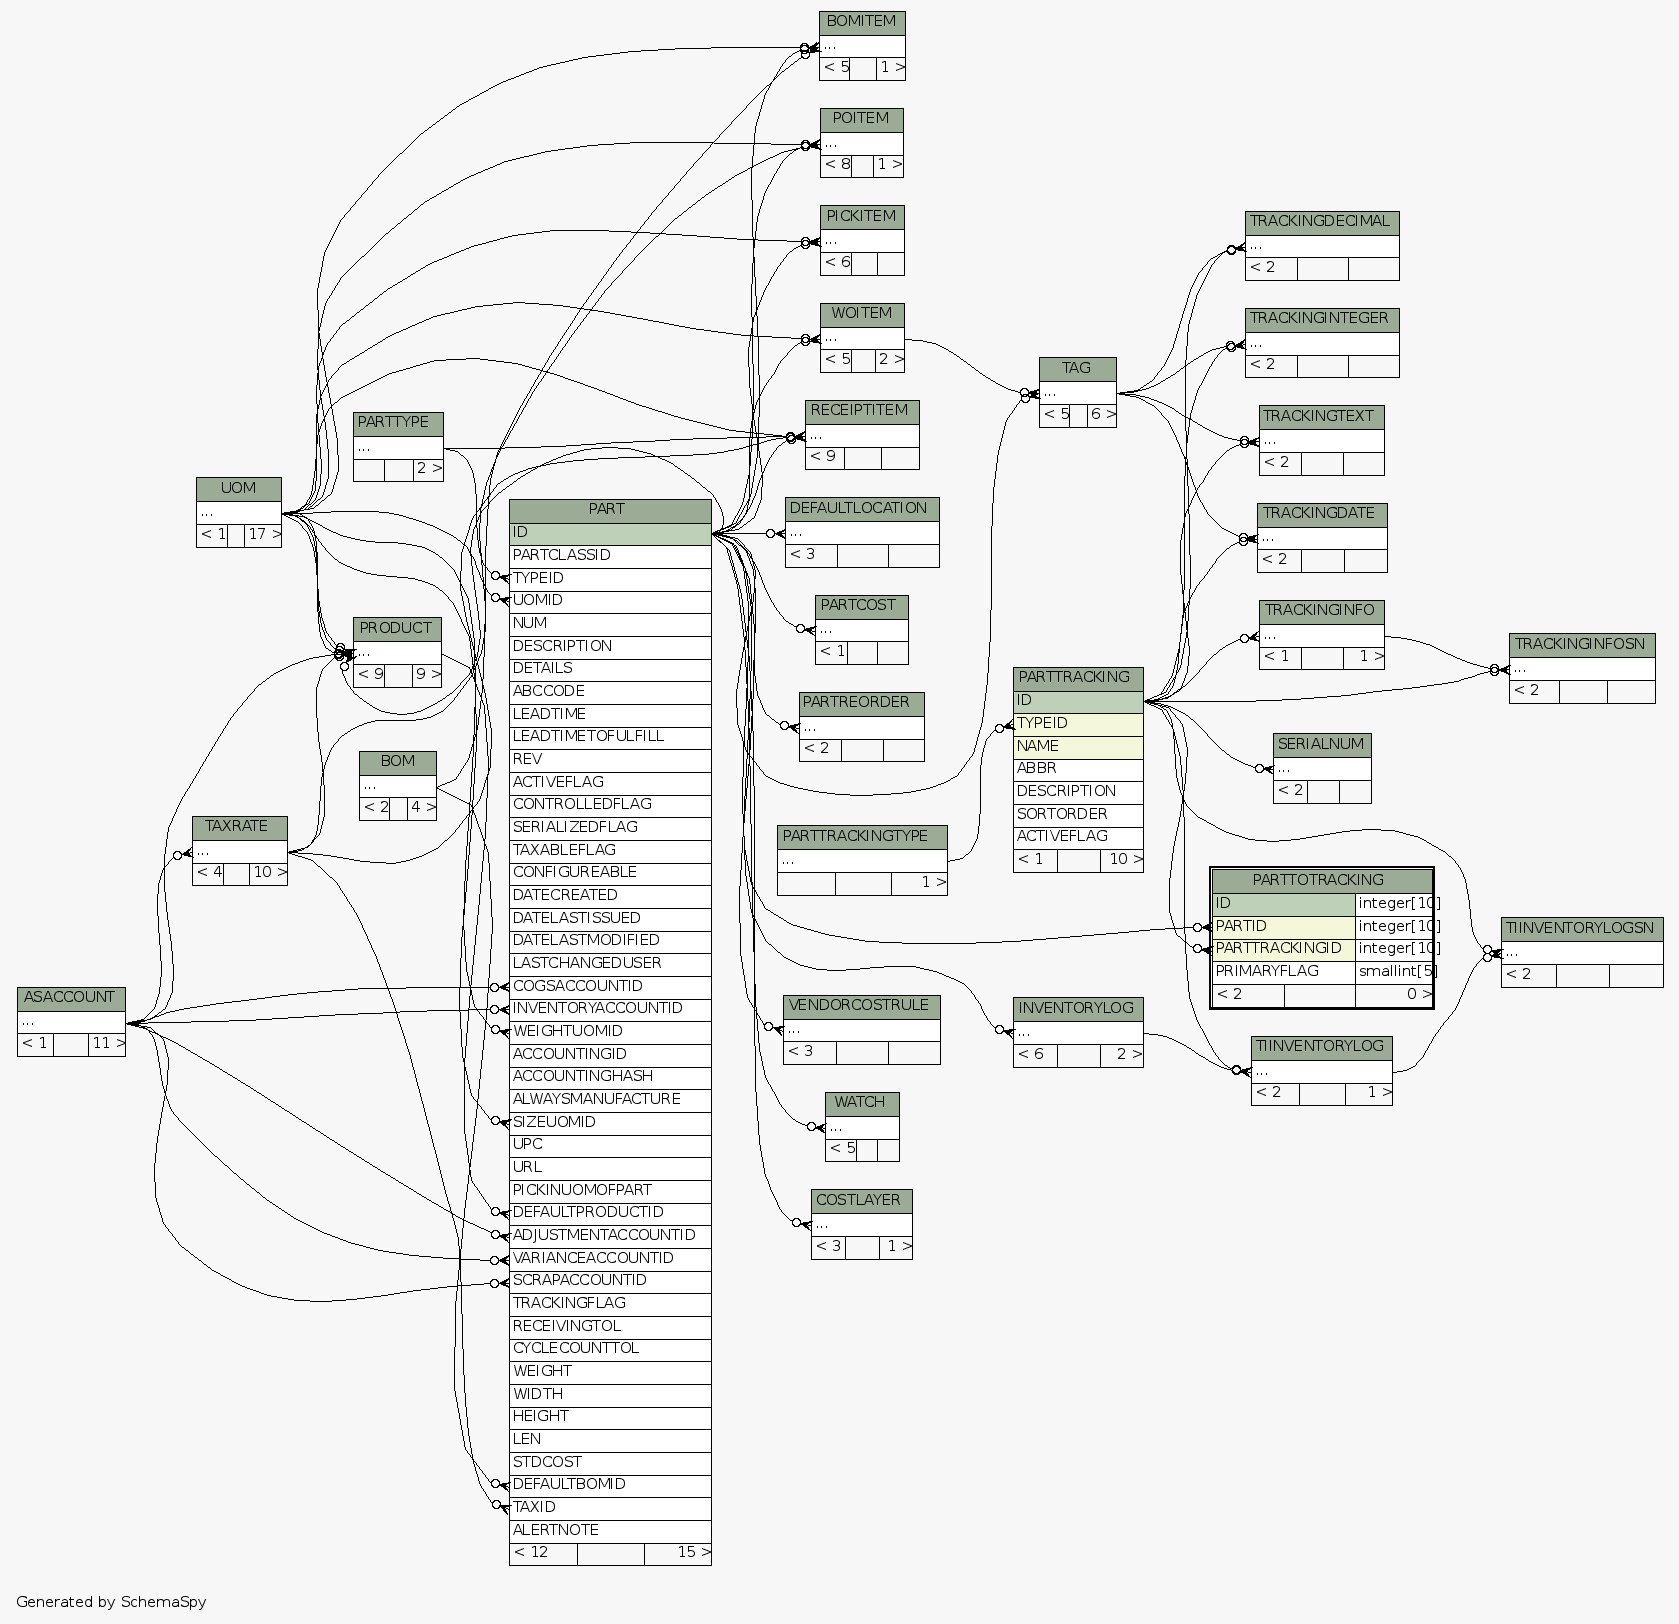 BOMITEM
...
< 5 1 >
POITEM
...
< 8 1 >
PICKITEM
...
< 6
WOITEM
...
< 5 2 >
RECEIPTITEM
...
< 9
PARTTYPE
...
2 >
UOM
...
< 1 17 >
PRODUCT
...
< 9 9 >
BOM
...
< 2 4 >
TAXRATE
...
< 4 10 >
ASACCOUNT
...
< 1 11 >
PART
ID
PARTCLASSID
TYPEID
UOMID
NUM
DESCRIPTION
DETAILS
ABCCODE
LEADTIME
LEADTIMETOFULFILL
REV
ACTIVEFLAG
CONTROLLEDFLAG
SERIALIZEDFLAG
TAXABLEFLAG
CONFIGUREABLE
DATECREATED
DATELASTISSUED
DATELASTMODIFIED
LASTCHANGEDUSER
COGSACCOUNTID
INVENTORYACCOUNTID
WEIGHTUOMID
ACCOUNTINGID
ACCOUNTINGHASH
ALWAYSMANUFACTURE
SIZEUOMID
UPC
URL
PICKINUOMOFPART
DEFAULTPRODUCTID
ADJUSTMENTACCOUNTID
VARIANCEACCOUNTID
SCRAPACCOUNTID
TRACKINGFLAG
RECEIVINGTOL
CYCLECOUNTTOL
WEIGHT
WIDTH
HEIGHT
LEN
STDCOST
DEFAULTBOMID
TAXID
ALERTNOTE
< 12 15 >
DEFAULTLOCATION
...
< 3
PARTCOST
...
< 1
PARTREORDER
...
< 2
PARTTRACKINGTYPE
...
1 >
VENDORCOSTRULE
...
< 3
WATCH
...
< 5
COSTLAYER
...
< 3 1 >
TAG
...
< 5 6 >
PARTTRACKING
ID
TYPEID
NAME
ABBR
DESCRIPTION
SORTORDER
ACTIVEFLAG
< 1 10 >
INVENTORYLOG
...
< 6 2 >
TRACKINGDECIMAL
...
< 2
TRACKINGINTEGER
...
< 2
TRACKINGTEXT
...
< 2
TRACKINGDATE
...
< 2
TRACKINGINFO
...
< 1 1 >
TRACKINGINFOSN
...
< 2
SERIALNUM
...
< 2
PARTTOTRACKING
ID integer[10]
PARTID integer[10]
PARTTRACKINGID integer[10]
PRIMARYFLAG smallint[5]
< 2 0 >
TIINVENTORYLOGSN
...
< 2
TIINVENTORYLOG
...
< 2 1 >
Generated by SchemaSpy